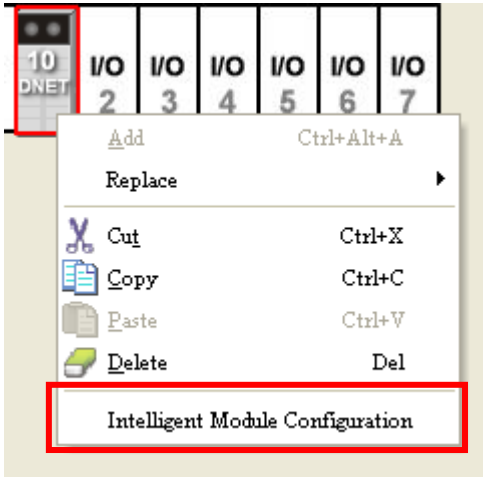 10 I/O I/O I/O I/O I/O I/O
DNET 2 3 4 5 6 7
Add Ctrl+Alt+A
Replace
Cut Ctrl+X
Copy Ctrl+C
Paste Ctrl+V
Delete Del
Intelligent Module Configuration